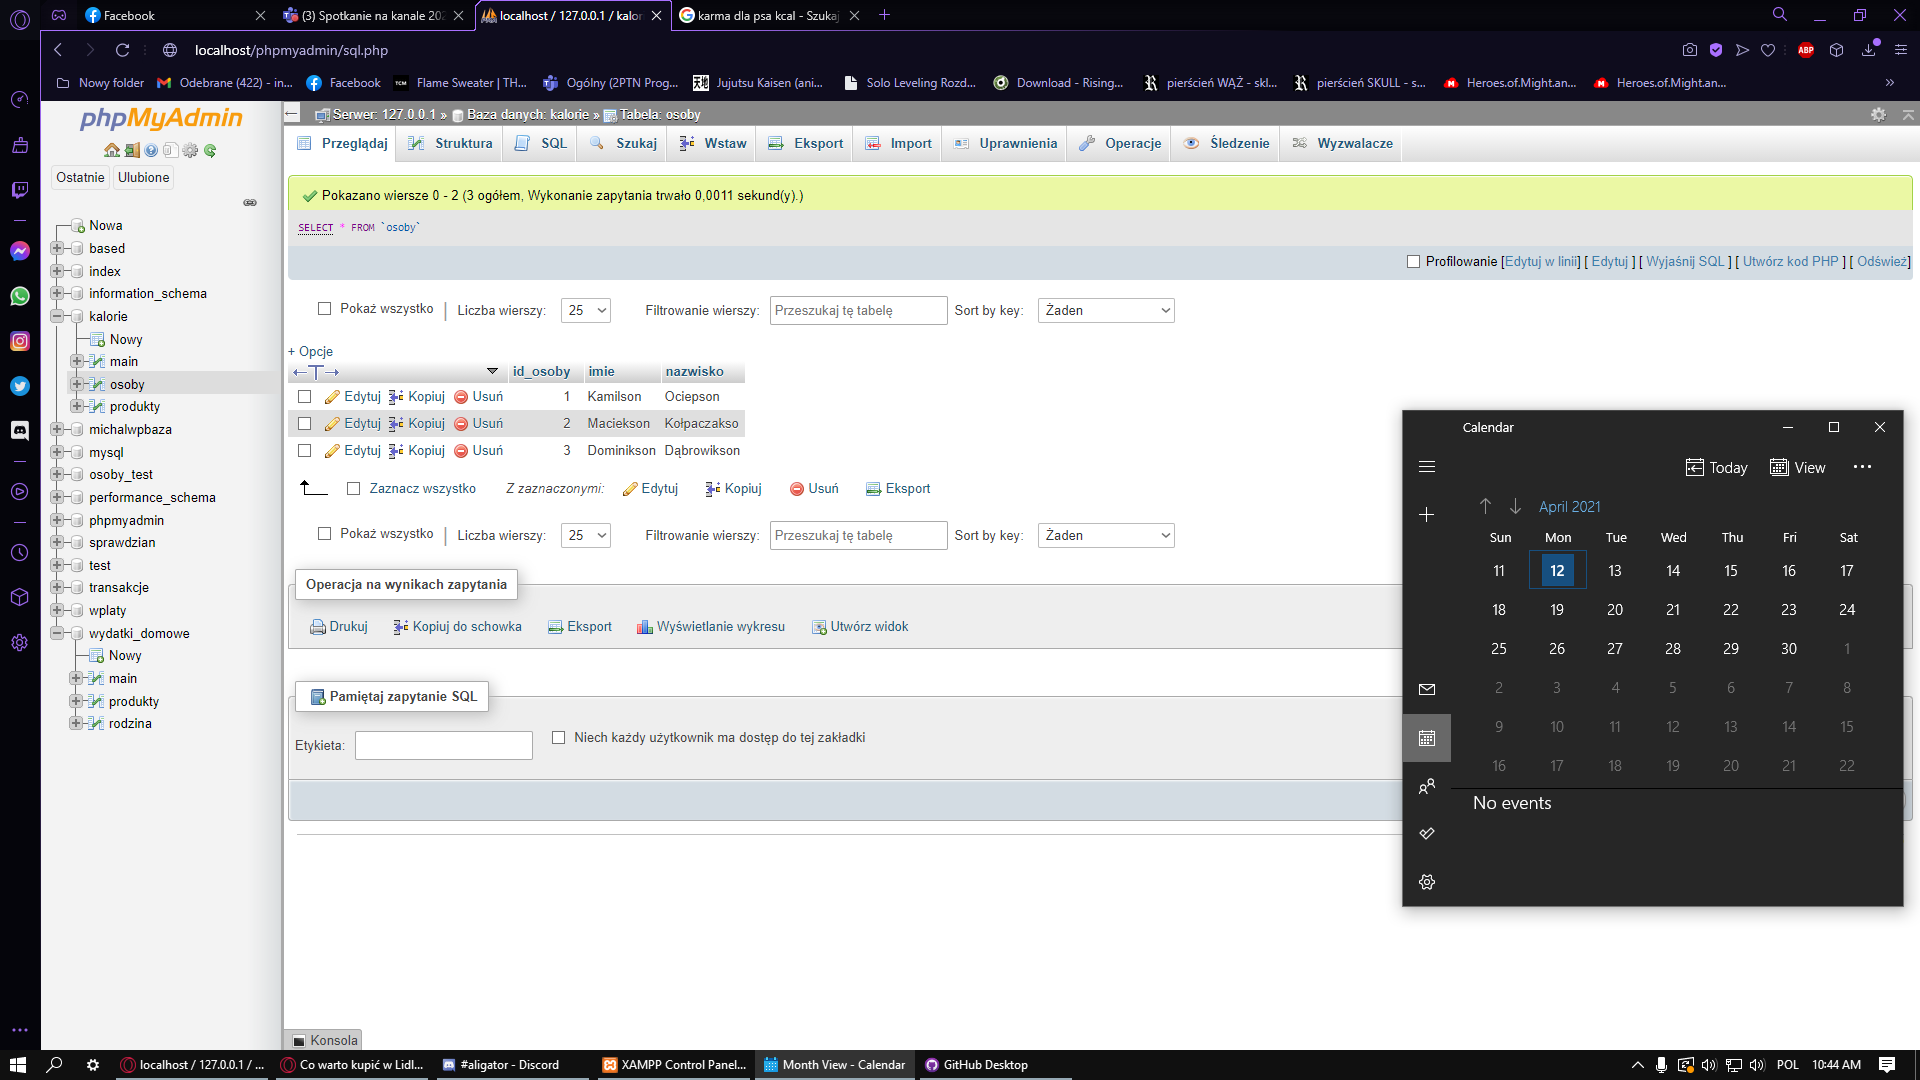 Facebook
(3) Spotkanie na kanale 202
localhost / 127.0.0.1 / kalor
karma dla psa kcal - Szukaj
localhost/phpmyadmin/sql.php
ABP
Nowy folder
Odebrane (422) - in...
Facebook
TCM
Flame Sweater | TH...
Ogólny (2PTN Prog...
Jujutsu Kaisen (ani...
Solo Leveling Rozd...
Download - Rising...
pierścień WĄŻ - skl...
pierścień SKULL - s...
Heroes.of.Might.an...
Heroes.of.Might.an...
»
phpMyAdmin
Ostatnie
Ulubione
Nowa
based
index
information_schema
kalorie
Nowy
main
osoby
produkty
michalwpbaza
mysql
osoby_test
performance_schema
phpmyadmin
sprawdzian
test
transakcje
wplaty
wydatki_domowe
Nowy
main
produkty
rodzina
Serwer: 127.0.0.1 » Baza danych: kalorie » Tabela: osoby
Przeglądaj
Struktura
SQL
Szukaj
Wstaw
Eksport
Import
Uprawnienia
Operacje
Śledzenie
Wyzwalacze
Pokazano wiersze 0 - 2 (3 ogółem, Wykonanie zapytania trwało 0,0011 sekund(y).)
SELECT * FROM `osoby`
Profilowanie [Edytuj w linii] [ Edytuj ] [ Wyjaśnij SQL ] [ Utwórz kod PHP ] [ Odśwież]
Pokaż wszystko | Liczba wierszy: 25 Filtrowanie wierszy: Przeszukaj tę tabelę Sort by key: Żaden
+ Opcje
←T→ id_osoby imie nazwisko
Edytuj Kopiuj Usuń 1 Kamilson Ociepson
Edytuj Kopiuj Usuń 2 Maciekson Kołpaczakso
Edytuj Kopiuj Usuń 3 Dominikson Dąbrowikson
Zaznacz wszystko Z zaznaczonymi: Edytuj Kopiuj Usuń Eksport
Pokaż wszystko | Liczba wierszy: 25 Filtrowanie wierszy: Przeszukaj tę tabelę Sort by key: Żaden
Operacja na wynikach zapytania
Drukuj Kopiuj do schowka Eksport Wyświetlanie wykresu Utwórz widok
Pamiętaj zapytanie SQL
Etykieta: Niech każdy użytkownik ma dostęp do tej zakładki
Konsola
Calendar
Today View ...
April 2021
Sun Mon Tue Wed Thu Fri Sat
11 12 13 14 15 16 17
18 19 20 21 22 23 24
25 26 27 28 29 30 1
2 3 4 5 6 7 8
9 10 11 12 13 14 15
16 17 18 19 20 21 22
No events
localhost / 127.0.0.1 / ...
Co warto kupić w Lidl...
#aligator - Discord
XAMPP Control Panel...
Month View - Calendar
GitHub Desktop
POL
10:44 AM